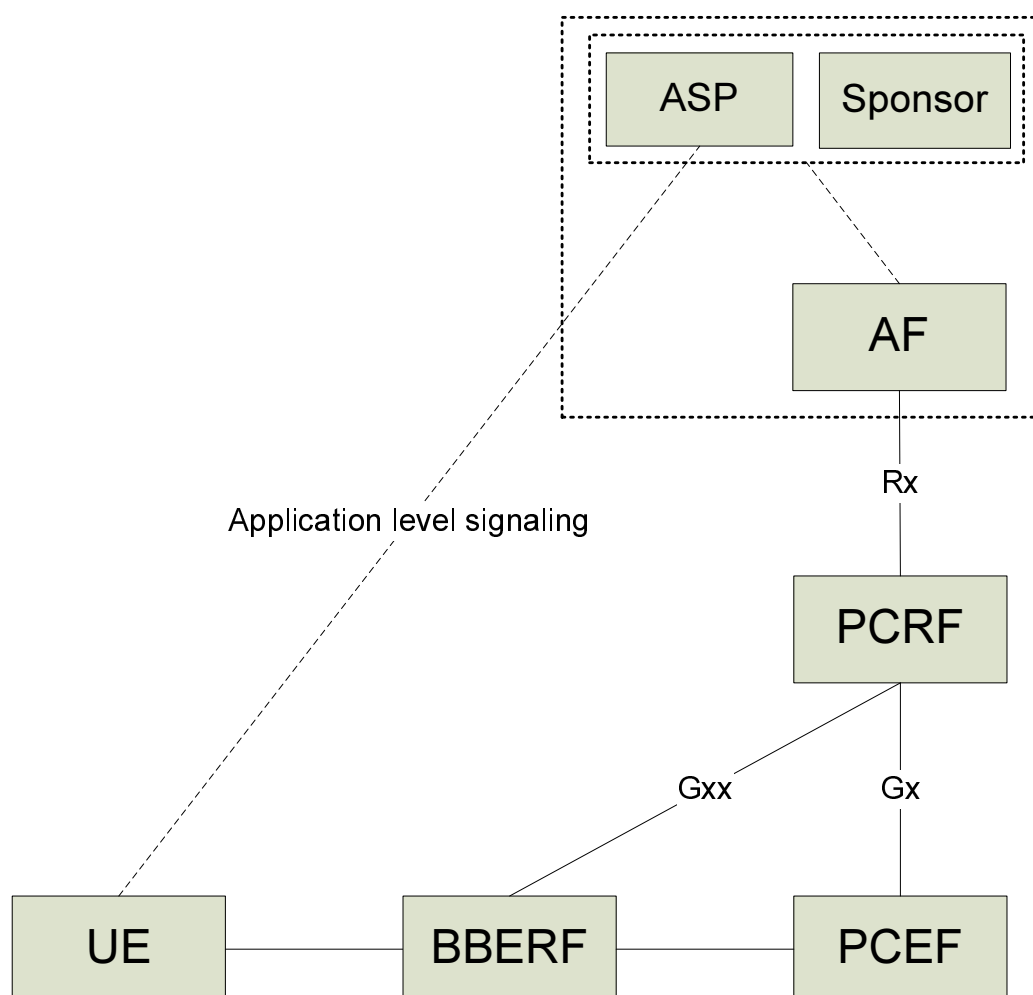 ASP
Sponsor
AF
Rx
Application level signaling
PCRF
Gxx
Gx
UE
BBERF
PCEF